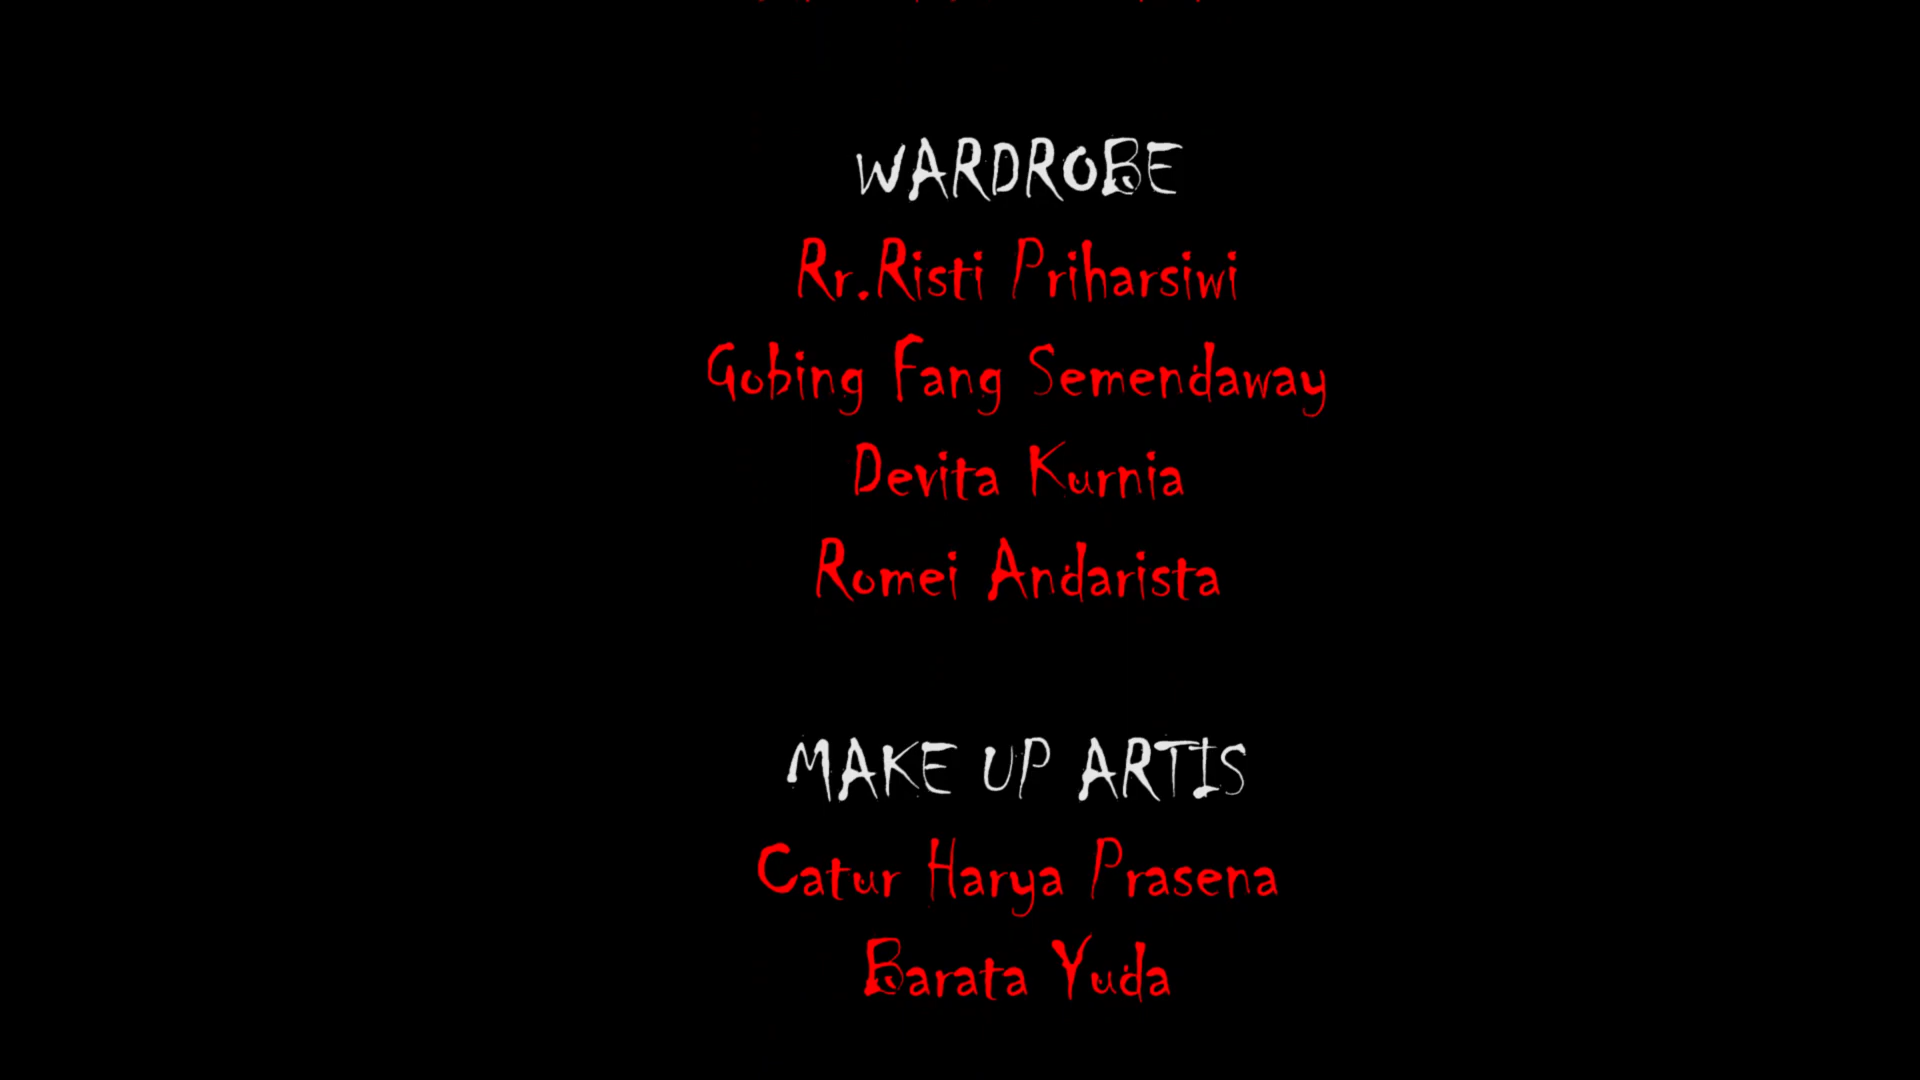 WARDROBE
Rr.Risti Priharsiwi
Gobing Fang Semendaway
Devita Kurnia
Romei Andarista
MAKE UP ARTIS
Catur Harya Prasena
Barata Yuda